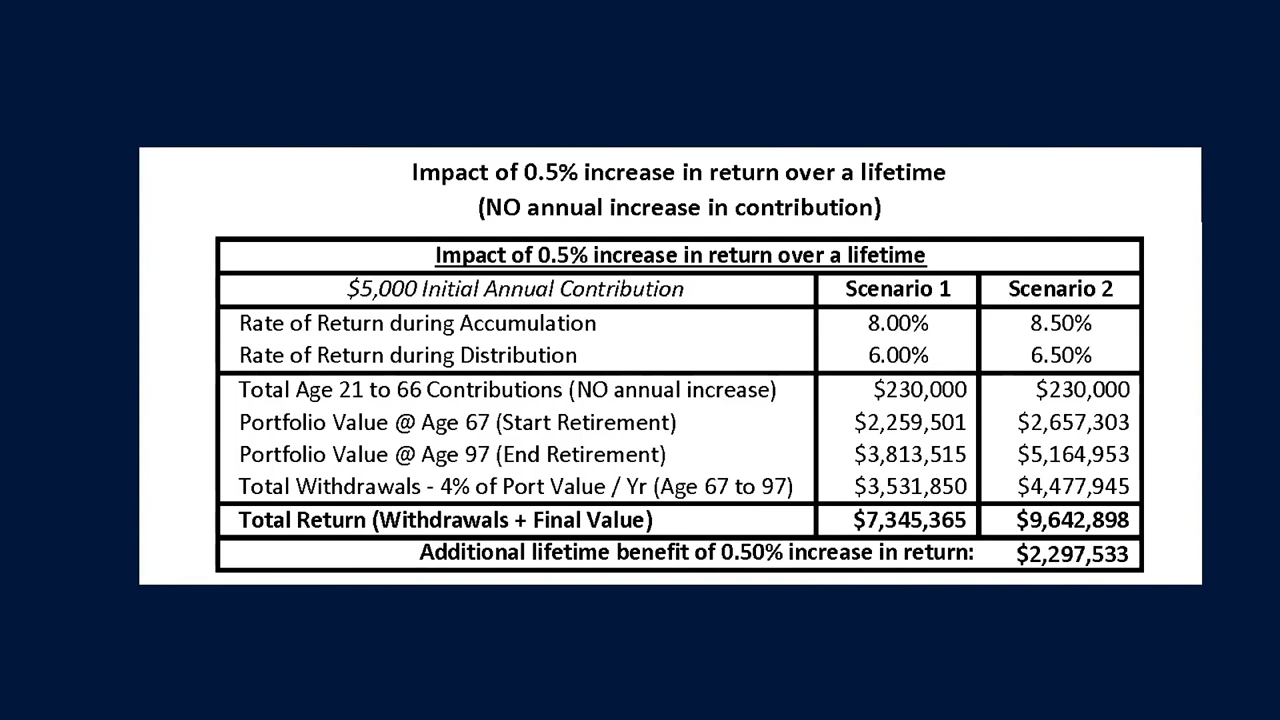 Impact of 0.5% increase in return over a lifetime
(NO annual increase in contribution)
Impact of 0.5% increase in return over a lifetime
$5,000 Initial Annual Contribution Scenario 1 Scenario 2
Rate of Return during Accumulation 8.00% 8.50%
Rate of Return during Distribution 6.00% 6.50%
Total Age 21 to 66 Contributions (NO annual increase) $230,000 $230,000
Portfolio Value @ Age 67 (Start Retirement) $2,259,501 $2,657,303
Portfolio Value @ Age 97 (End Retirement) $3,813,515 $5,164,953
Total Withdrawals - 4% of Port Value / Yr (Age 67 to 97) $3,531,850 $4,477,945
Total Return (Withdrawals + Final Value) $7,345,365 $9,642,898
Additional lifetime benefit of 0.50% increase in return: $2,297,533